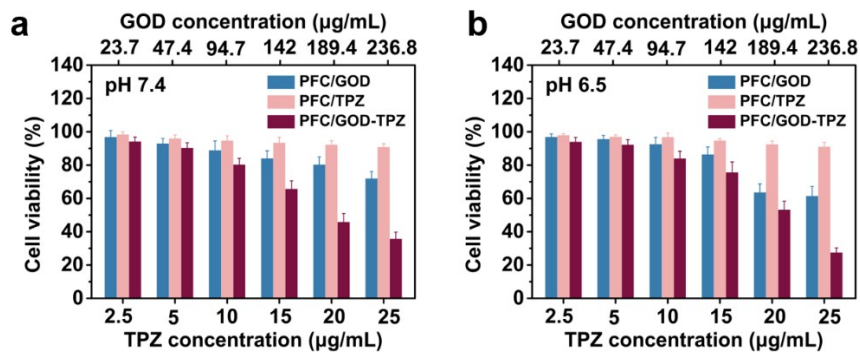 a
GOD concentration (µg/mL)
23.7 47.4 94.7 142 189.4 236.8
140
120
100
80
60
40
20
0
Cell viability (%)
pH 7.4
PFC/GOD
PFC/TPZ
PFC/GOD-TPZ
2.5 5 10 15 20 25
TPZ concentration (µg/mL)
b
GOD concentration (µg/mL)
23.7 47.4 94.7 142 189.4 236.8
140
120
100
80
60
40
20
0
Cell viability (%)
pH 6.5
PFC/GOD
PFC/TPZ
PFC/GOD-TPZ
2.5 5 10 15 20 25
TPZ concentration (µg/mL)